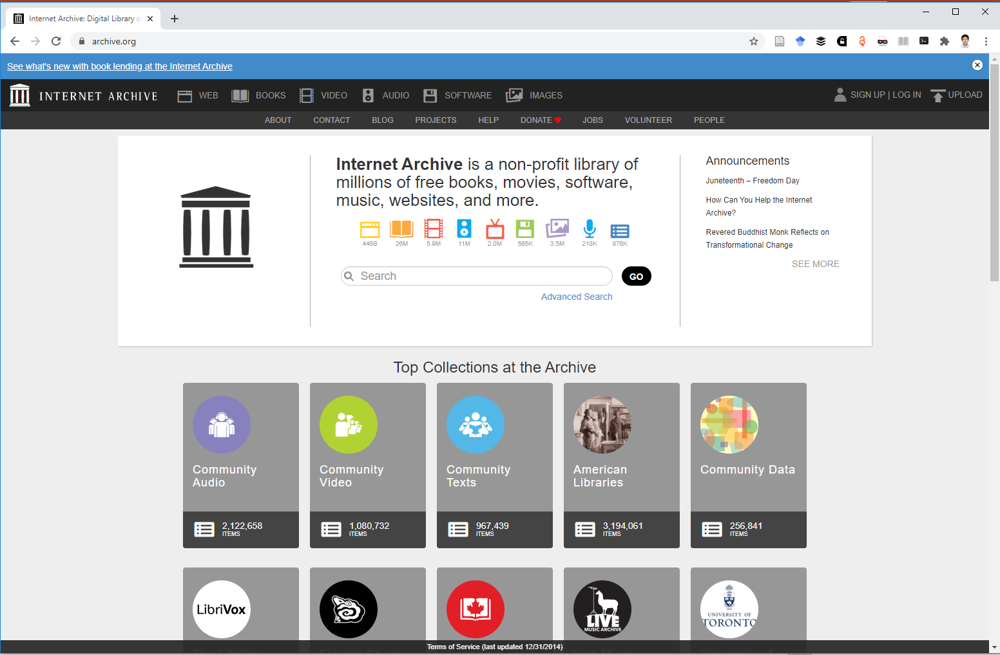 Internet Archive: Digital Library o
archive.org
See what's new with book lending at the Internet Archive
INTERNET ARCHIVE
WEB
BOOKS
VIDEO
AUDIO
SOFTWARE
IMAGES
SIGN UP | LOG IN
UPLOAD
ABOUT
CONTACT
BLOG
PROJECTS
HELP
DONATE
JOBS
VOLUNTEER
PEOPLE
Internet Archive is a non-profit library of
millions of free books, movies, software,
music, websites, and more.
446B
26M
5.9M
11M
2.0M
565K
3.5M
218K
876K
Search
GO
Advanced Search
Announcements
Juneteenth – Freedom Day
How Can You Help the Internet
Archive?
Revered Buddhist Monk Reflects on
Transformational Change
SEE MORE
Top Collections at the Archive
Community
Audio
2,122,658
ITEMS
Community
Video
1,080,732
ITEMS
Community
Texts
967,439
ITEMS
American
Libraries
3,194,061
ITEMS
Community Data
256,841
ITEMS
LibriVox
LIVE
MUSIC ARCHIVE
UNIVERSITY OF
TORONTO
Terms of Service (last updated 12/31/2014)